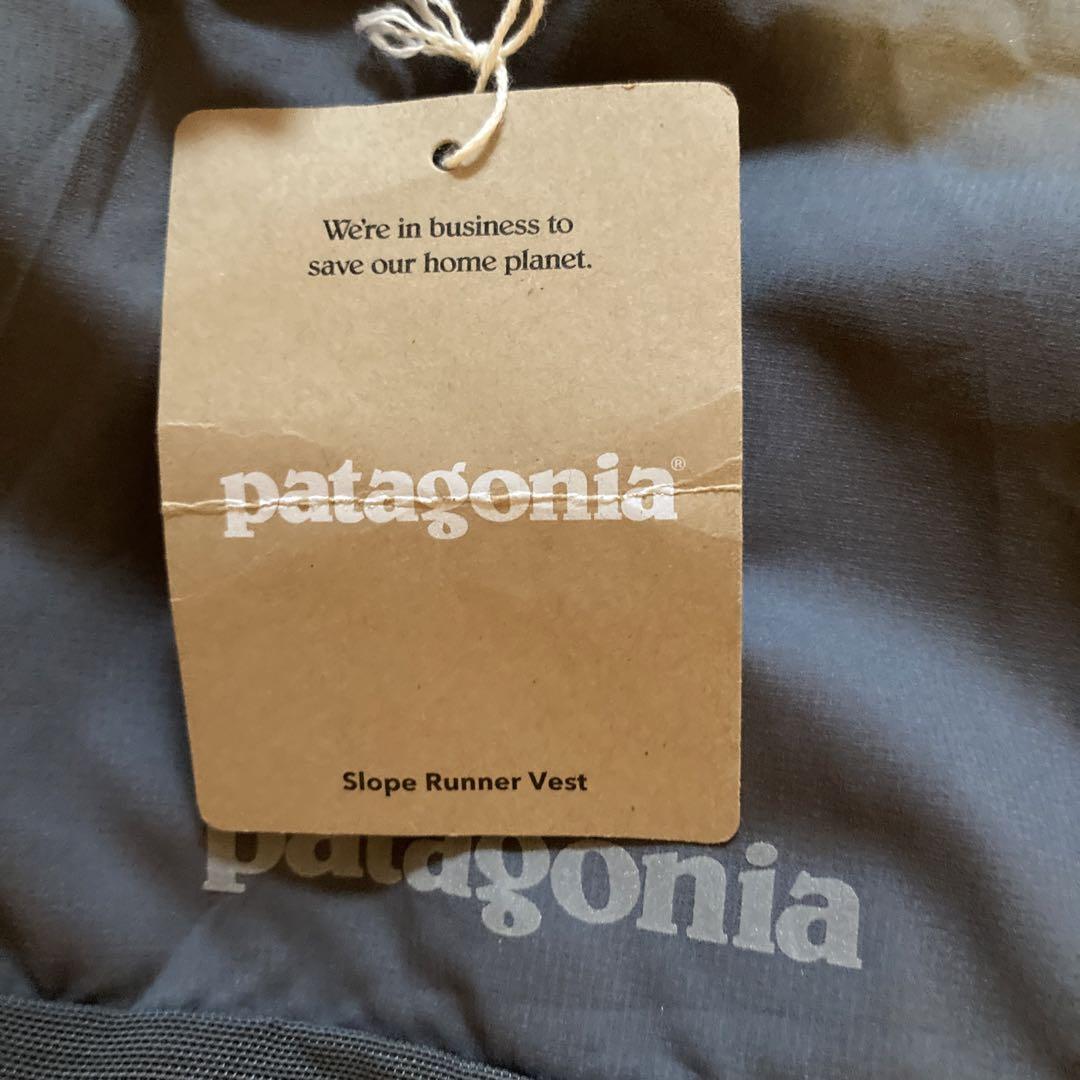 We're in business to
save our home planet.
patagonia®
Slope Runner Vest
patagonia